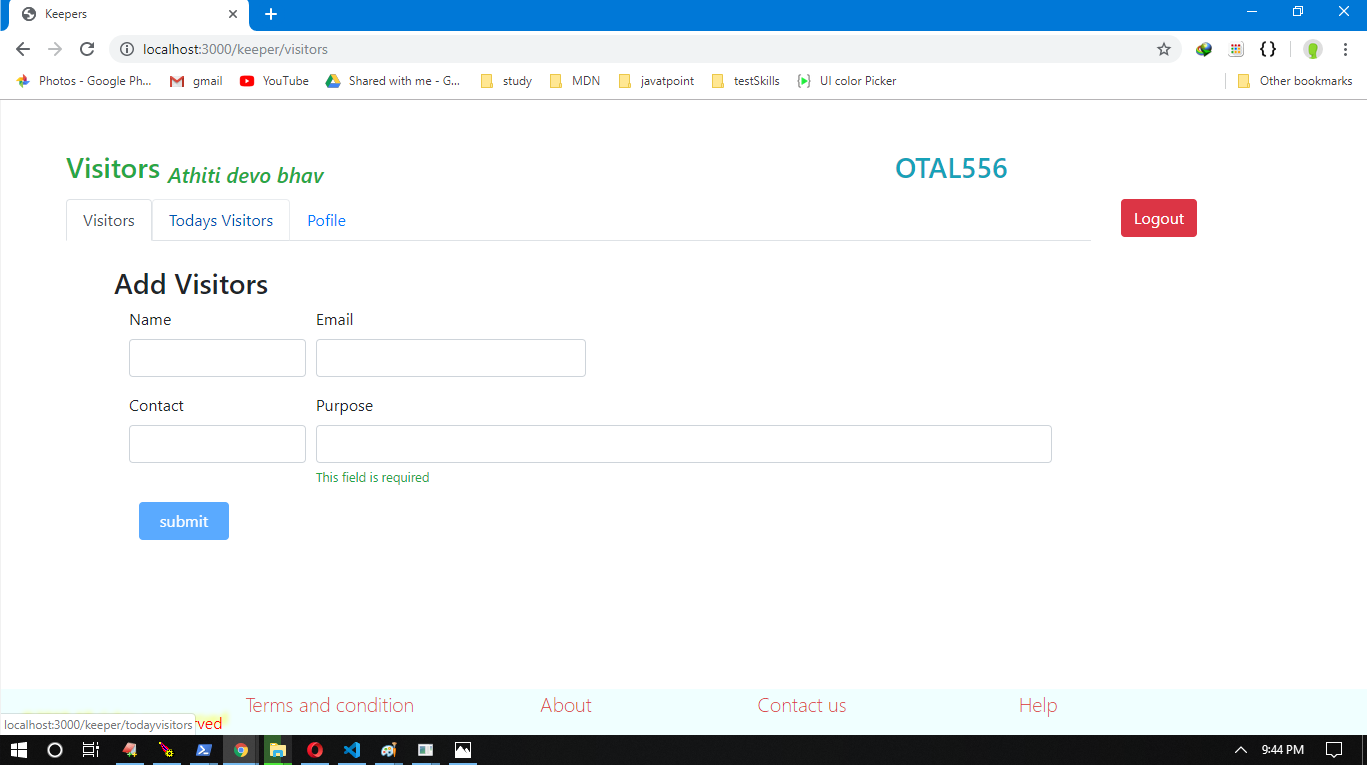 Keepers
localhost:3000/keeper/visitors
Photos - Google Ph... gmail YouTube Shared with me - G... study MDN javatpoint testSkills UI color Picker Other bookmarks
Visitors Athiti devo bhav OTAL556
Visitors Todays Visitors Pofile Logout
Add Visitors
Name Email
Contact Purpose
This field is required
submit
Terms and condition About Contact us Help
localhost:3000/keeper/todayvisitors
9:44 PM